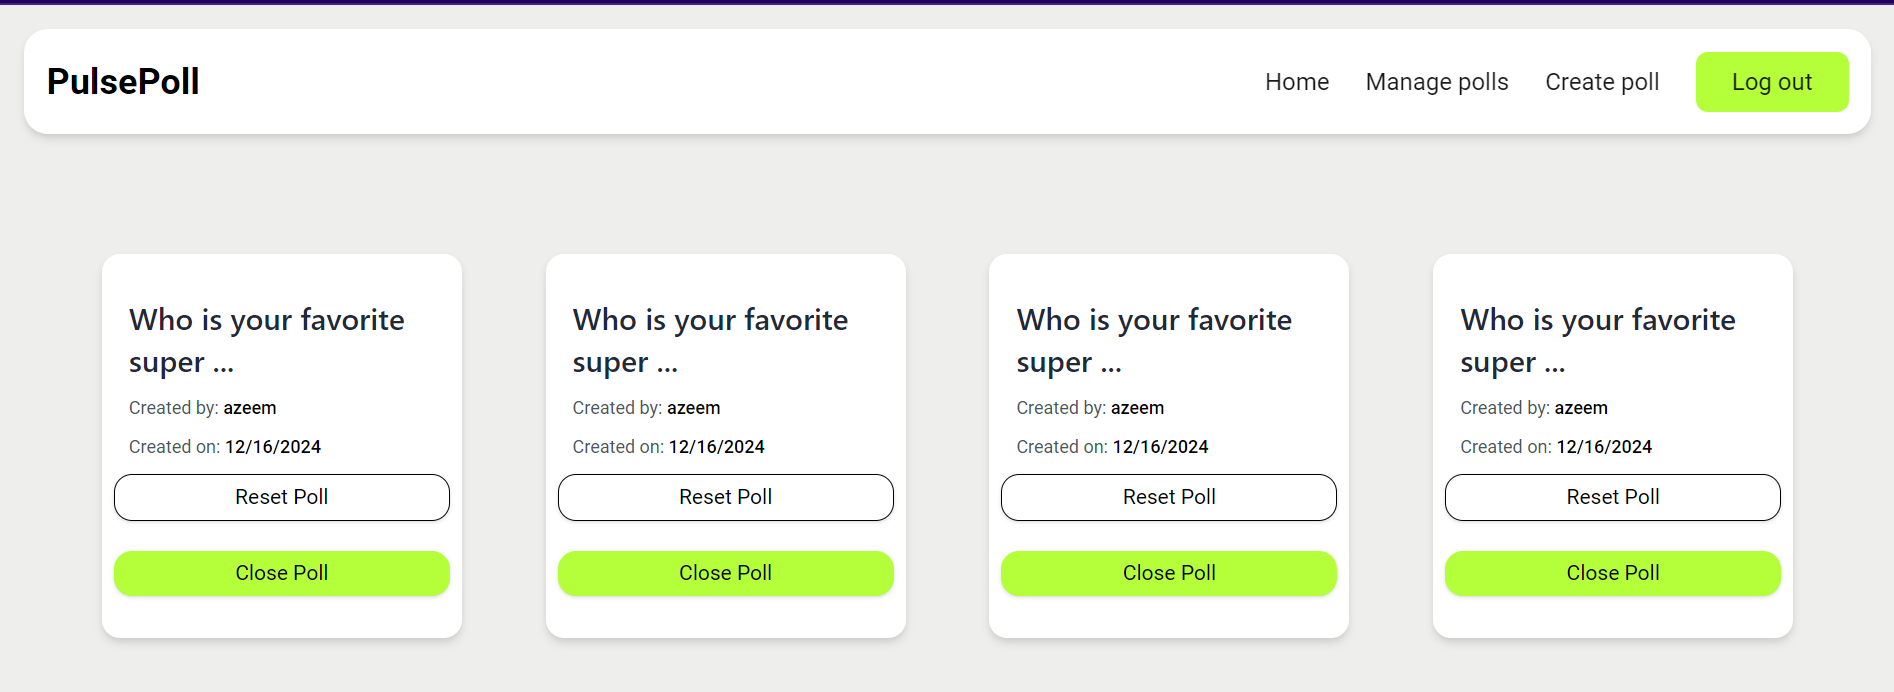 PulsePoll
Home
Manage polls
Create poll
Log out
Who is your favorite
super ...
Created by: azeem
Created on: 12/16/2024
Reset Poll
Close Poll
Who is your favorite
super ...
Created by: azeem
Created on: 12/16/2024
Reset Poll
Close Poll
Who is your favorite
super ...
Created by: azeem
Created on: 12/16/2024
Reset Poll
Close Poll
Who is your favorite
super ...
Created by: azeem
Created on: 12/16/2024
Reset Poll
Close Poll